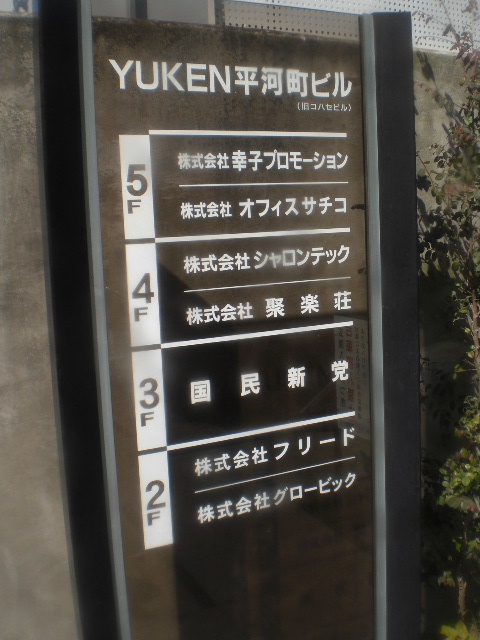 YUKEN平河町ビル
(旧コハセビル)
5F
株式会社 幸子プロモーション
株式会社 オフィスサチコ
4F
株式会社 シャロンテック
株式会社 聚楽荘
3F
国民新党
2F
株式会社 フリード
株式会社グロービック